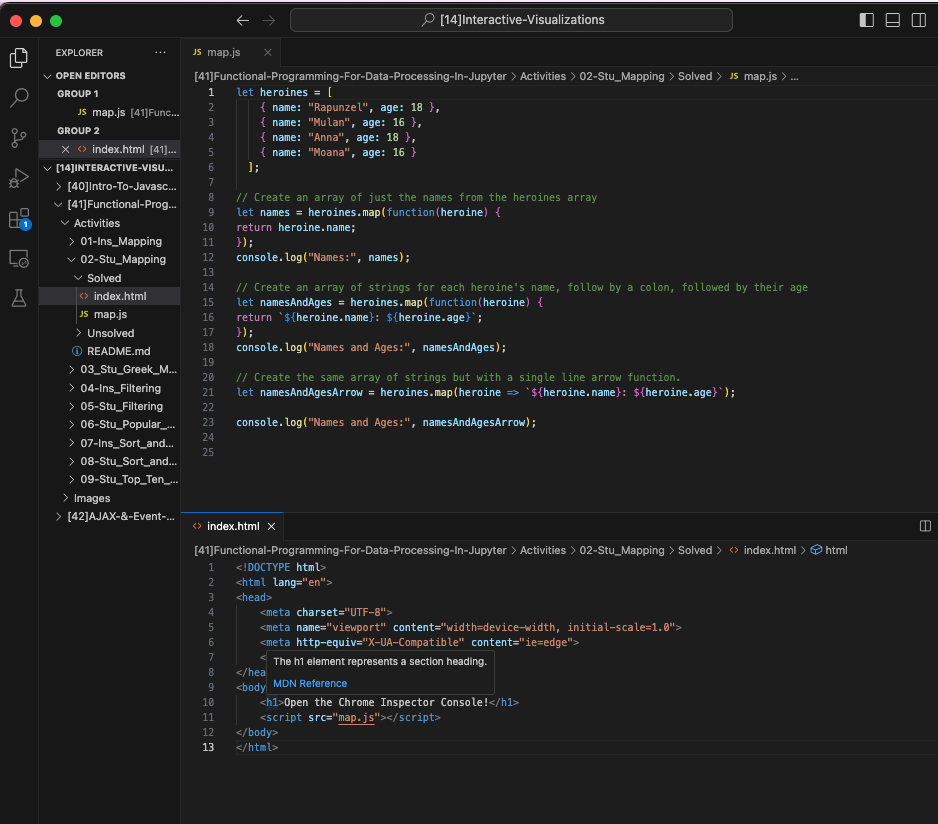 [14]Interactive-Visualizations
EXPLORER
OPEN EDITORS
GROUP 1
JS map.js [41]Func...
GROUP 2
index.html [41]...
[14]INTERACTIVE-VISU...
[40]Intro-To-Javasc...
[41]Functional-Prog...
Activities
01-Ins_Mapping
02-Stu_Mapping
Solved
index.html
JS map.js
Unsolved
README.md
03_Stu_Greek_M...
04-Ins_Filtering
05-Stu_Filtering
06-Stu_Popular_...
07-Ins_Sort_and...
08-Stu_Sort_and...
09-Stu_Top_Ten_...
Images
[42]AJAX-&-Event-...
1
JS map.js
[41]Functional-Programming-For-Data-Processing-In-Jupyter > Activities > 02-Stu_Mapping > Solved > JS map.js > ...
1 let heroines = [
2 { name: "Rapunzel", age: 18 },
3 { name: "Mulan", age: 16 },
4 { name: "Anna", age: 18 },
5 { name: "Moana", age: 16 }
6 ];
7
8 // Create an array of just the names from the heroines array
9 let names = heroines.map(function(heroine) {
10 return heroine.name;
11 });
12 console.log("Names:", names);
13
14 // Create an array of strings for each heroine's name, follow by a colon, followed by their age
15 let namesAndAges = heroines.map(function(heroine) {
16 return `${heroine.name}: ${heroine.age}`;
17 });
18 console.log("Names and Ages:", namesAndAges);
19
20 // Create the same array of strings but with a single line arrow function.
21 let namesAndAgesArrow = heroines.map(heroine => `${heroine.name}: ${heroine.age}`);
22
23 console.log("Names and Ages:", namesAndAgesArrow);
24
25
index.html
[41]Functional-Programming-For-Data-Processing-In-Jupyter > Activities > 02-Stu_Mapping > Solved > index.html > html
1 <!DOCTYPE html>
2 <html lang="en">
3 <head>
4 <meta charset="UTF-8">
5 <meta name="viewport" content="width=device-width, initial-scale=1.0">
6 <meta http-equiv="X-UA-Compatible" content="ie=edge">
7 <
The h1 element represents a section heading.
8 </hea
MDN Reference
9 <body
10 <h1>Open the Chrome Inspector Console!</h1>
11 <script src="map.js"></script>
12 </body>
13 </html>